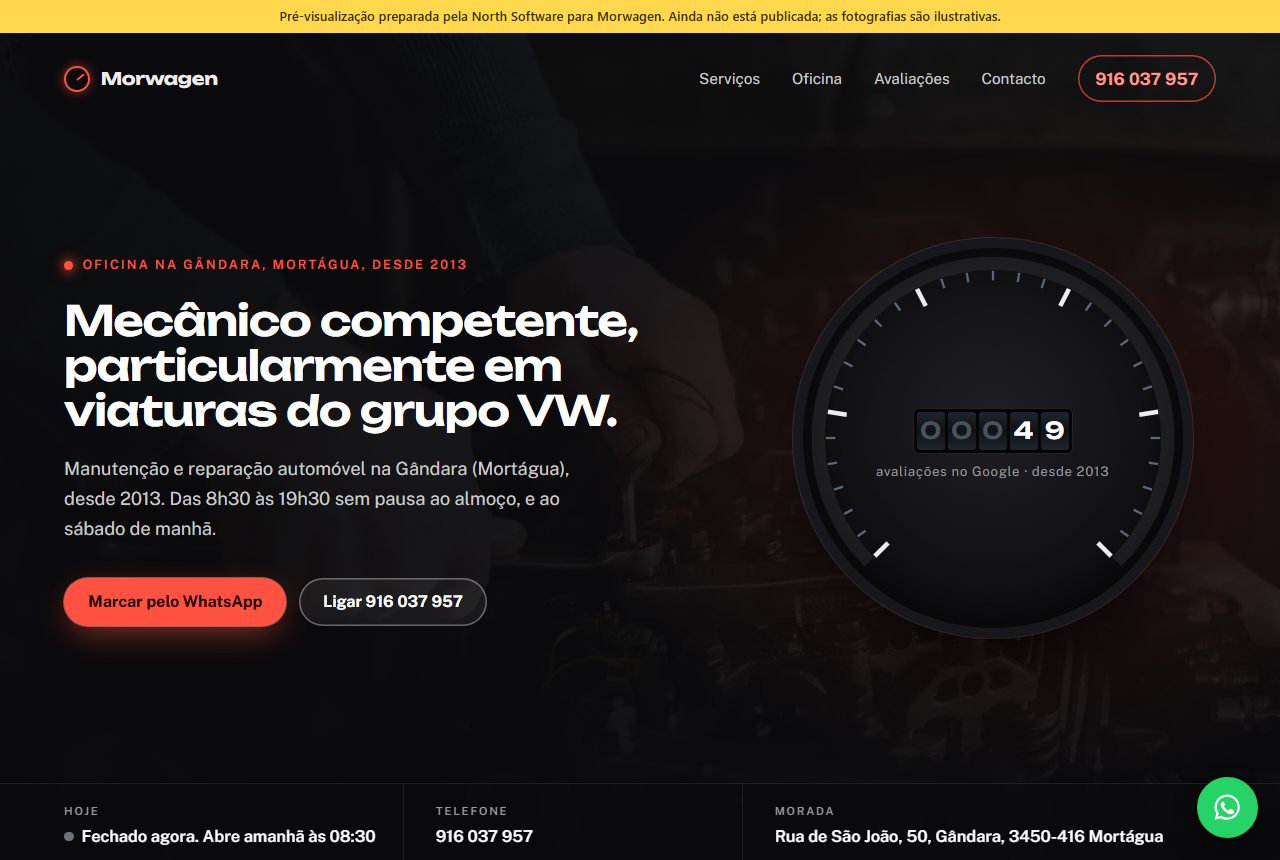 Pré-visualização preparada pela North Software para Morwagen. Ainda não está publicada; as fotografias são ilustrativas.
Morwagen
Serviços
Oficina
Avaliações
Contacto
916 037 957
OFICINA NA GÂNDARA, MORTÁGUA, DESDE 2013
Mecânico competente,
particularmente em
viaturas do grupo VW.
Manutenção e reparação automóvel na Gândara (Mortágua),
desde 2013. Das 8h30 às 19h30 sem pausa ao almoço, e ao
sábado de manhã.
Marcar pelo WhatsApp
Ligar 916 037 957
00049
avaliações no Google · desde 2013
HOJE
Fechado agora. Abre amanhã às 08:30
TELEFONE
916 037 957
MORADA
Rua de São João, 50, Gândara, 3450-416 Mortágua